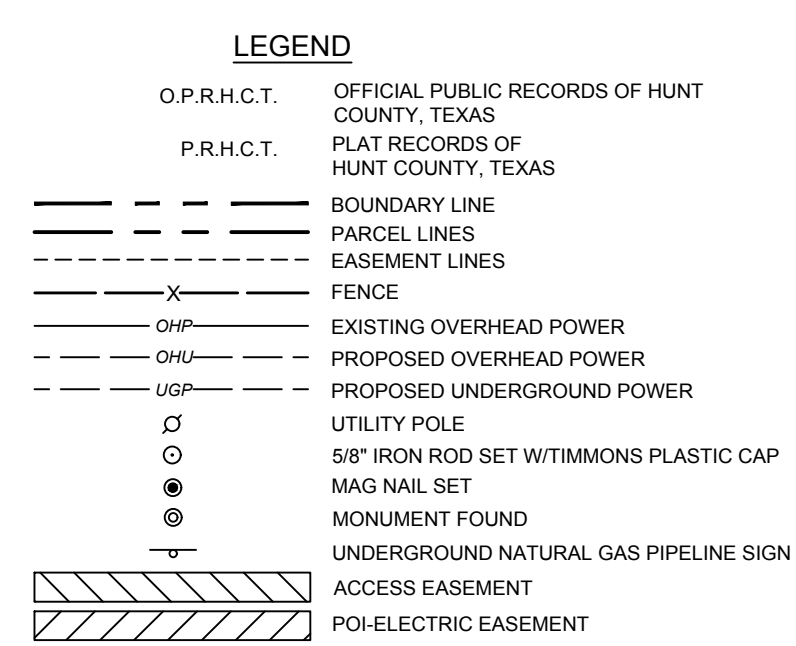 LEGEND
O.P.R.H.C.T. OFFICIAL PUBLIC RECORDS OF HUNT
COUNTY, TEXAS
P.R.H.C.T. PLAT RECORDS OF
HUNT COUNTY, TEXAS
BOUNDARY LINE
PARCEL LINES
EASEMENT LINES
X FENCE
OHP EXISTING OVERHEAD POWER
OHU PROPOSED OVERHEAD POWER
UGP PROPOSED UNDERGROUND POWER
UTILITY POLE
5/8" IRON ROD SET W/TIMMONS PLASTIC CAP
MAG NAIL SET
MONUMENT FOUND
UNDERGROUND NATURAL GAS PIPELINE SIGN
ACCESS EASEMENT
POI-ELECTRIC EASEMENT